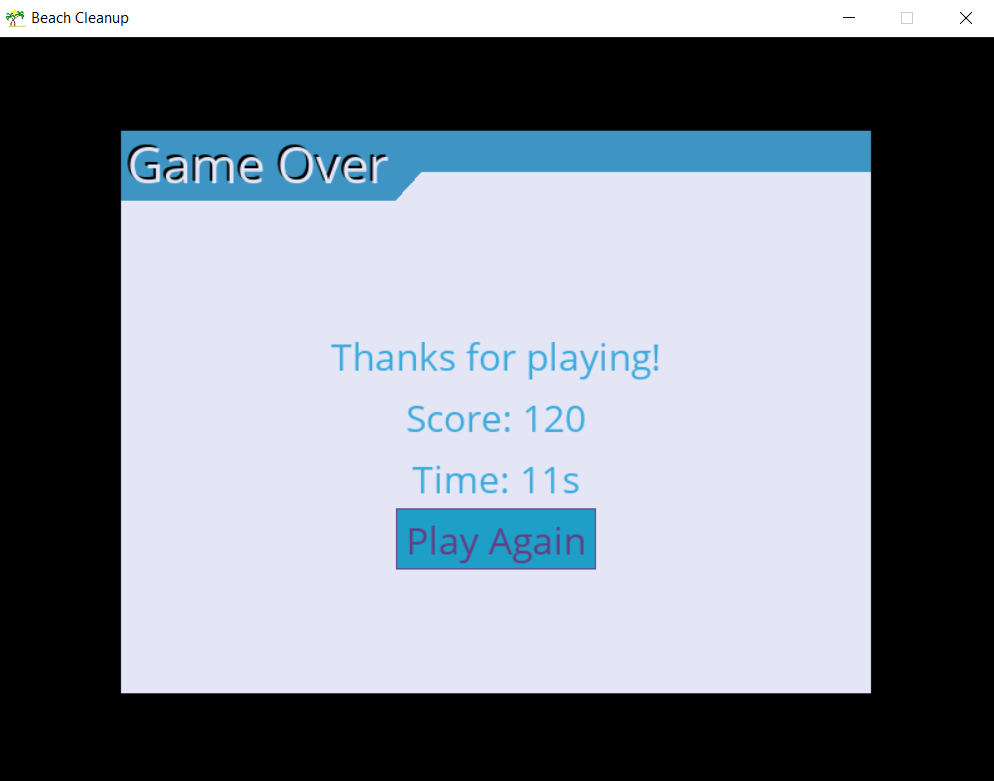 Beach Cleanup
Game Over
Thanks for playing!
Score: 120
Time: 11s
Play Again